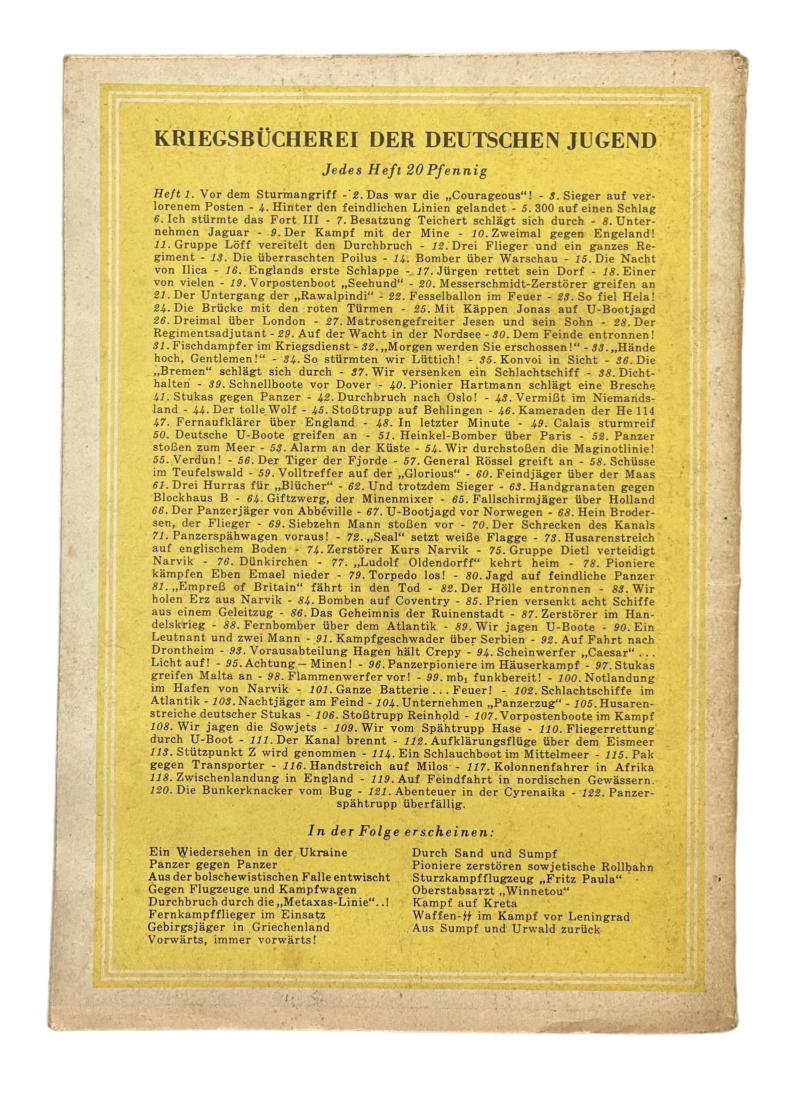 KRIEGSBÜCHEREI DER DEUTSCHEN JUGEND
Jedes Heft 20 Pfennig
Heft 1. Vor dem Sturmangriff - 2. Das war die „Courageous“! - 3. Sieger auf ver-
lorenem Posten - 4. Hinter den feindlichen Linien gelandet - 5. 300 auf einen Schlag
6. Ich stürmte das Fort III - 7. Besatzung Teichert schlägt sich durch - 8. Unter-
nehmen Jaguar - 9. Der Kampf mit der Mine - 10. Zweimal gegen Engeland!
11. Gruppe Löff vereitelt den Durchbruch - 12. Drei Flieger und ein ganzes Re-
giment - 13. Die überraschten Poilus - 14. Bomber über Warschau - 15. Die Nacht
von Ilica - 16. Englands erste Schlappe - 17. Jürgen rettet sein Dorf - 18. Einer
von vielen - 19. Vorpostenboot „Seehund“ - 20. Messerschmidt-Zerstörer greifen an
21. Der Untergang der „Rawalpindi“ - 22. Fesselballon im Feuer - 23. So fiel Hela!
24. Die Brücke mit den roten Türmen - 25. Mit Käppen Jonas auf U-Bootjagd
26. Dreimal über London - 27. Matrosengefreiter Jesen und sein Sohn - 28. Der
Regimentsadjutant - 29. Auf der Wacht in der Nordsee - 30. Dem Feinde entronnen!
31. Fischdampfer im Kriegsdienst - 32. „Morgen werden Sie erschossen!“ - 33. „Hände
hoch, Gentlemen!“ - 34. So stürmten wir Lüttich! - 35. Konvoi in Sicht - 36. Die
„Bremen“ schlägt sich durch - 37. Wir versenken ein Schlachtschiff - 38. Dicht-
halten - 39. Schnellboote vor Dover - 40. Pionier Hartmann schlägt eine Bresche
41. Stukas gegen Panzer - 42. Durchbruch nach Oslo! - 43. Vermißt im Niemands-
land - 44. Der tolle Wolf - 45. Stoßtrupp auf Behlingen - 46. Kameraden der He 114
47. Fernaufklärer über England - 48. In letzter Minute - 49. Calais sturmreif
50. Deutsche U-Boote greifen an - 51. Heinkel-Bomber über Paris - 52. Panzer
stoßen zum Meer - 53. Alarm an der Küste - 54. Wir durchstoßen die Maginotlinie!
55. Verdun! - 56. Der Tiger der Fjorde - 57. General Rössel greift an - 58. Schüsse
im Teufelswald - 59. Volltreffer auf der „Glorious“ - 60. Feindjäger über der Maas
61. Drei Hurras für „Blücher“ - 62. Und trotzdem Sieger - 63. Handgranaten gegen
Blockhaus B - 64. Giftzwerg, der Minenmixer - 65. Fallschirmjäger über Holland
66. Der Panzerjäger von Abbéville - 67. U-Bootjagd vor Norwegen - 68. Hein Broder-
sen, der Flieger - 69. Siebzehn Mann stoßen vor - 70. Der Schrecken des Kanals
71. Panzerspähwagen voraus! - 72. „Seal“ setzt weiße Flagge - 73. Husarenstreich
auf englischem Boden - 74. Zerstörer Kurs Narvik - 75. Gruppe Dietl verteidigt
Narvik - 76. Dünkirchen - 77. „Ludolf Oldendorff“ kehrt heim - 78. Pioniere
kämpfen Eben Emael nieder - 79. Torpedo los! - 80. Jagd auf feindliche Panzer
81. „Empreß of Britain“ fährt in den Tod - 82. Der Hölle entronnen - 83. Wir
holen Erz aus Narvik - 84. Bomben auf Coventry - 85. Prien versenkt acht Schiffe
aus einem Geleitzug - 86. Das Geheimnis der Ruinenstadt - 87. Zerstörer im Han-
delskrieg - 88. Fernbomber über dem Atlantik - 89. Wir jagen U-Boote - 90. Ein
Leutnant und zwei Mann - 91. Kampfgeschwader über Serbien - 92. Auf Fahrt nach
Drontheim - 93. Vorausabteilung Hagen hält Crepy - 94. Scheinwerfer „Caesar“ ...
Licht auf! - 95. Achtung — Minen! - 96. Panzerpioniere im Häuserkampf - 97. Stukas
greifen Malta an - 98. Flammenwerfer vor! - 99. mb1 funkbereit! - 100. Notlandung
im Hafen von Narvik - 101. Ganze Batterie ... Feuer! - 102. Schlachtschiffe im
Atlantik - 103. Nachtjäger am Feind - 104. Unternehmen „Panzerzug“ - 105. Husaren-
streiche deutscher Stukas - 106. Stoßtrupp Reinhold - 107. Vorpostenboote im Kampf
108. Wir jagen die Sowjets - 109. Wir vom Spähtrupp Hase - 110. Fliegerrettung
durch U-Boot - 111. Der Kanal brennt - 112. Aufklärungsflüge über dem Eismeer
113. Stützpunkt Z wird genommen - 114. Ein Schlauchboot im Mittelmeer - 115. Pak
gegen Transporter - 116. Handstreich auf Milos - 117. Kolonnenfahrer in Afrika
118. Zwischenlandung in England - 119. Auf Feindfahrt in nordischen Gewässern.
120. Die Bunkerknacker vom Bug - 121. Abenteuer in der Cyrenaika - 122. Panzer-
spähtrupp überfällig.
In der Folge erscheinen:
Ein Wiedersehen in der Ukraine
Panzer gegen Panzer
Aus der bolschewistischen Falle entwischt
Gegen Flugzeuge und Kampfwagen
Durchbruch durch die „Metaxas-Linie“..!
Fernkampfflieger im Einsatz
Gebirgsjäger in Griechenland
Vorwärts, immer vorwärts!
Durch Sand und Sumpf
Pioniere zerstören sowjetische Rollbahn
Sturzkampfflugzeug „Fritz Paula“
Oberstabsarzt „Winnetou“
Kampf auf Kreta
Waffen-ᛋᛋ im Kampf vor Leningrad
Aus Sumpf und Urwald zurück